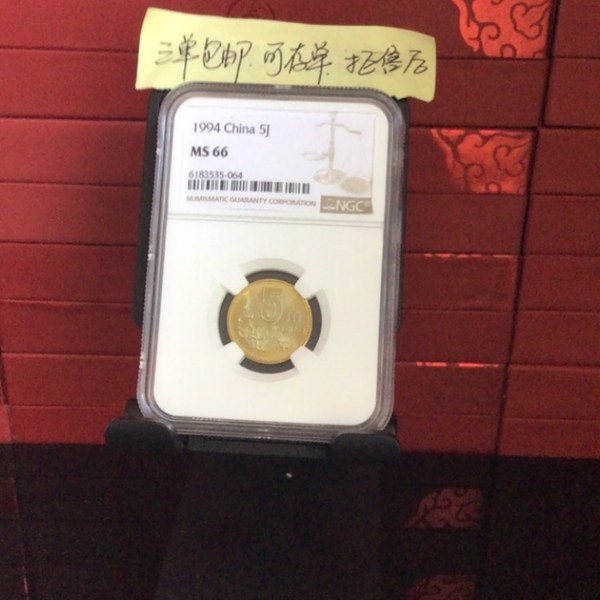 三单包邮 可存单 托售后
1994 China 5J
MS 66
6183535-064
NUMISMATIC GUARANTY CORPORATION
NGC
5